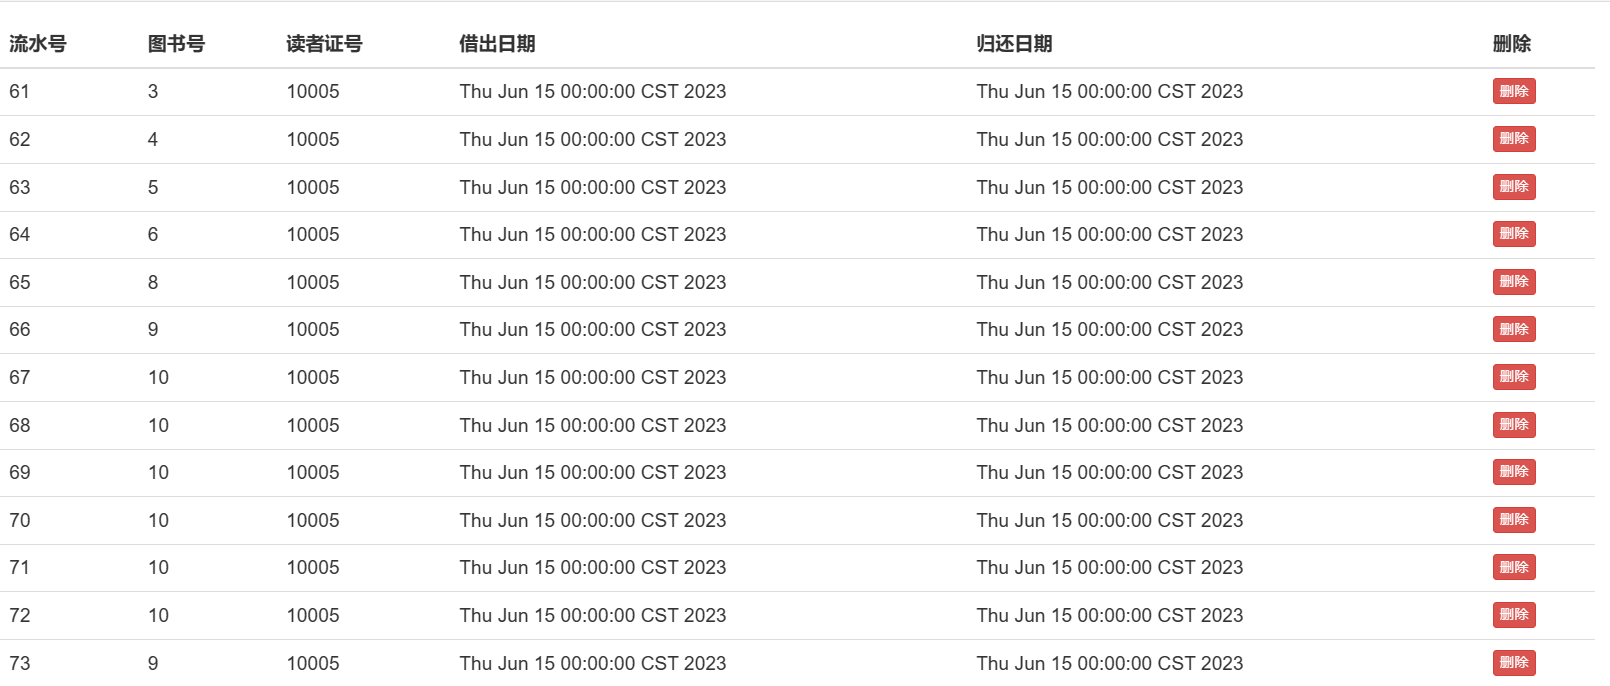 流水号 图书号 读者证号 借出日期 归还日期 删除
61 3 10005 Thu Jun 15 00:00:00 CST 2023 Thu Jun 15 00:00:00 CST 2023 删除
62 4 10005 Thu Jun 15 00:00:00 CST 2023 Thu Jun 15 00:00:00 CST 2023 删除
63 5 10005 Thu Jun 15 00:00:00 CST 2023 Thu Jun 15 00:00:00 CST 2023 删除
64 6 10005 Thu Jun 15 00:00:00 CST 2023 Thu Jun 15 00:00:00 CST 2023 删除
65 8 10005 Thu Jun 15 00:00:00 CST 2023 Thu Jun 15 00:00:00 CST 2023 删除
66 9 10005 Thu Jun 15 00:00:00 CST 2023 Thu Jun 15 00:00:00 CST 2023 删除
67 10 10005 Thu Jun 15 00:00:00 CST 2023 Thu Jun 15 00:00:00 CST 2023 删除
68 10 10005 Thu Jun 15 00:00:00 CST 2023 Thu Jun 15 00:00:00 CST 2023 删除
69 10 10005 Thu Jun 15 00:00:00 CST 2023 Thu Jun 15 00:00:00 CST 2023 删除
70 10 10005 Thu Jun 15 00:00:00 CST 2023 Thu Jun 15 00:00:00 CST 2023 删除
71 10 10005 Thu Jun 15 00:00:00 CST 2023 Thu Jun 15 00:00:00 CST 2023 删除
72 10 10005 Thu Jun 15 00:00:00 CST 2023 Thu Jun 15 00:00:00 CST 2023 删除
73 9 10005 Thu Jun 15 00:00:00 CST 2023 Thu Jun 15 00:00:00 CST 2023 删除